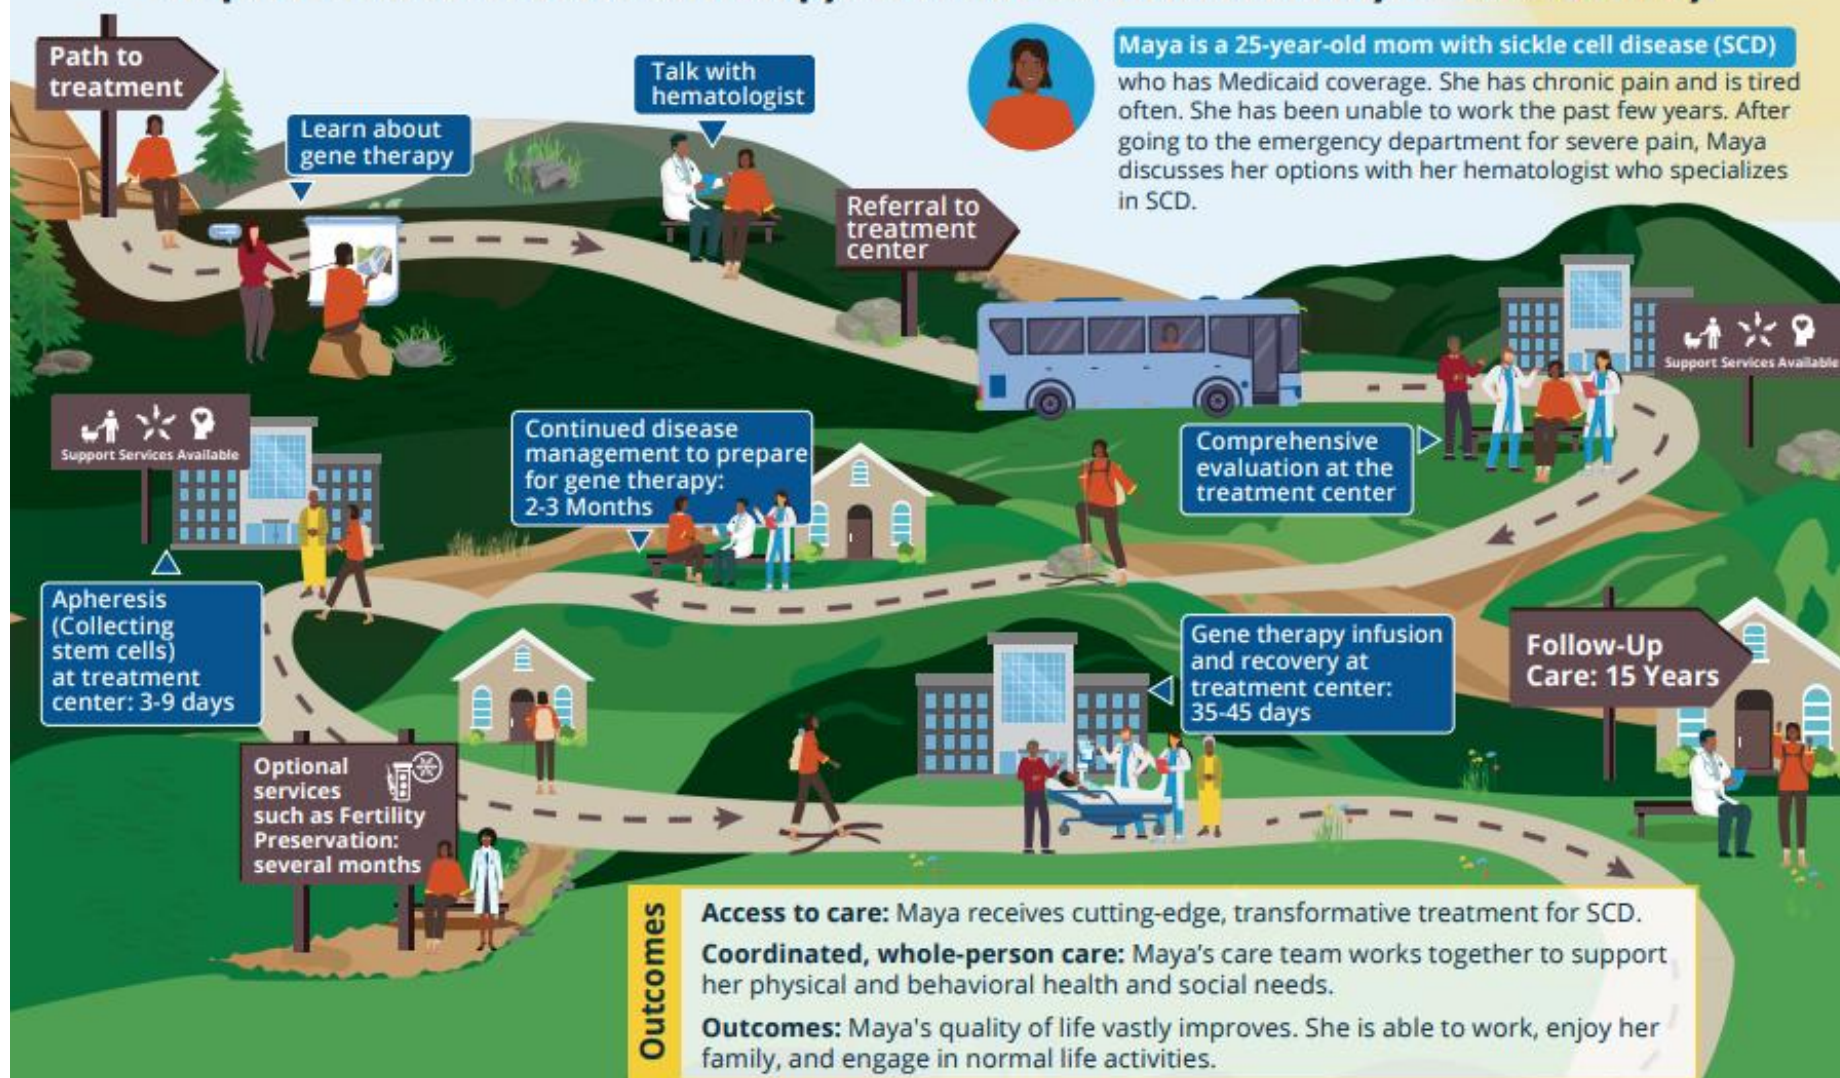 Path to
treatment
Learn about
gene therapy
Talk with
hematologist
Maya is a 25-year-old mom with sickle cell disease (SCD)
who has Medicaid coverage. She has chronic pain and is tired
often. She has been unable to work the past few years. After
going to the emergency department for severe pain, Maya
discusses her options with her hematologist who specializes
in SCD.
Referral to
treatment
center
Support Services Available
Comprehensive
evaluation at the
treatment center
Continued disease
management to prepare
for gene therapy:
2-3 Months
Support Services Available
Apheresis
(Collecting
stem cells)
at treatment
center: 3-9 days
Optional
services
such as Fertility
Preservation:
several months
Gene therapy infusion
and recovery at
treatment center:
35-45 days
Follow-Up
Care: 15 Years
Outcomes
Access to care: Maya receives cutting-edge, transformative treatment for SCD.
Coordinated, whole-person care: Maya's care team works together to support
her physical and behavioral health and social needs.
Outcomes: Maya's quality of life vastly improves. She is able to work, enjoy her
family, and engage in normal life activities.